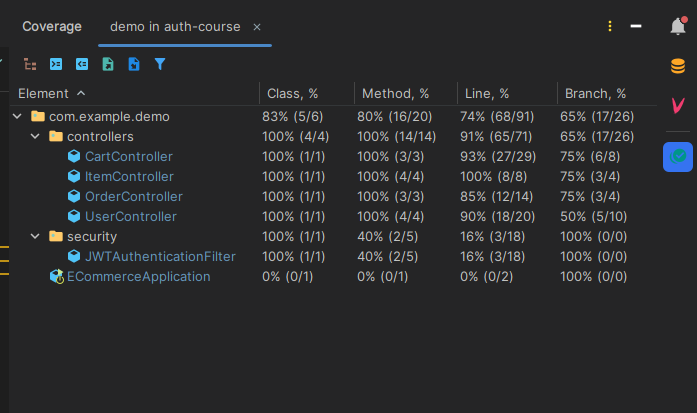 Coverage demo in auth-course
Element Class, % Method, % Line, % Branch, %
com.example.demo 83% (5/6) 80% (16/20) 74% (68/91) 65% (17/26)
controllers 100% (4/4) 100% (14/14) 91% (65/71) 65% (17/26)
CartController 100% (1/1) 100% (3/3) 93% (27/29) 75% (6/8)
ItemController 100% (1/1) 100% (4/4) 100% (8/8) 75% (3/4)
OrderController 100% (1/1) 100% (3/3) 85% (12/14) 75% (3/4)
UserController 100% (1/1) 100% (4/4) 90% (18/20) 50% (5/10)
security 100% (1/1) 40% (2/5) 16% (3/18) 100% (0/0)
JWTAuthenticationFilter 100% (1/1) 40% (2/5) 16% (3/18) 100% (0/0)
ECommerceApplication 0% (0/1) 0% (0/1) 0% (0/2) 100% (0/0)